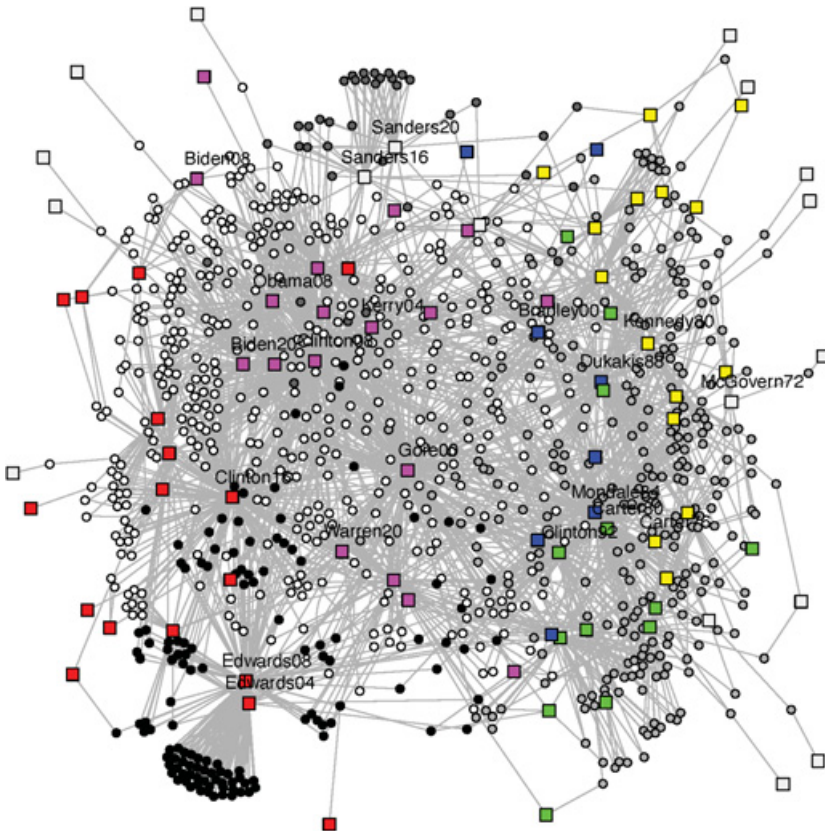 Sanders20
Sanders16
Biden08
Obama08
Kerry04
Bradley00
Kennedy80
Biden20
Clinton08
Dukakis88
McGovern72
Gore00
Clinton16
Mondale84
Carter80
Carter76
Warren20
Clinton92
Edwards08
Edwards04